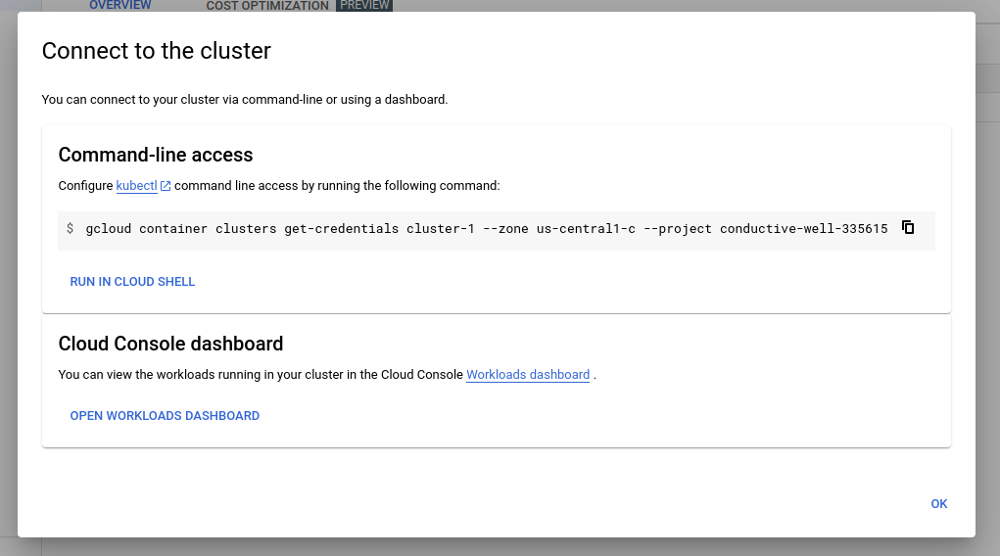 OVERVIEW COST OPTIMIZATION PREVIEW
Connect to the cluster
You can connect to your cluster via command-line or using a dashboard.
Command-line access
Configure kubectl command line access by running the following command:
$ gcloud container clusters get-credentials cluster-1 --zone us-central1-c --project conductive-well-335615
RUN IN CLOUD SHELL
Cloud Console dashboard
You can view the workloads running in your cluster in the Cloud Console Workloads dashboard .
OPEN WORKLOADS DASHBOARD
OK